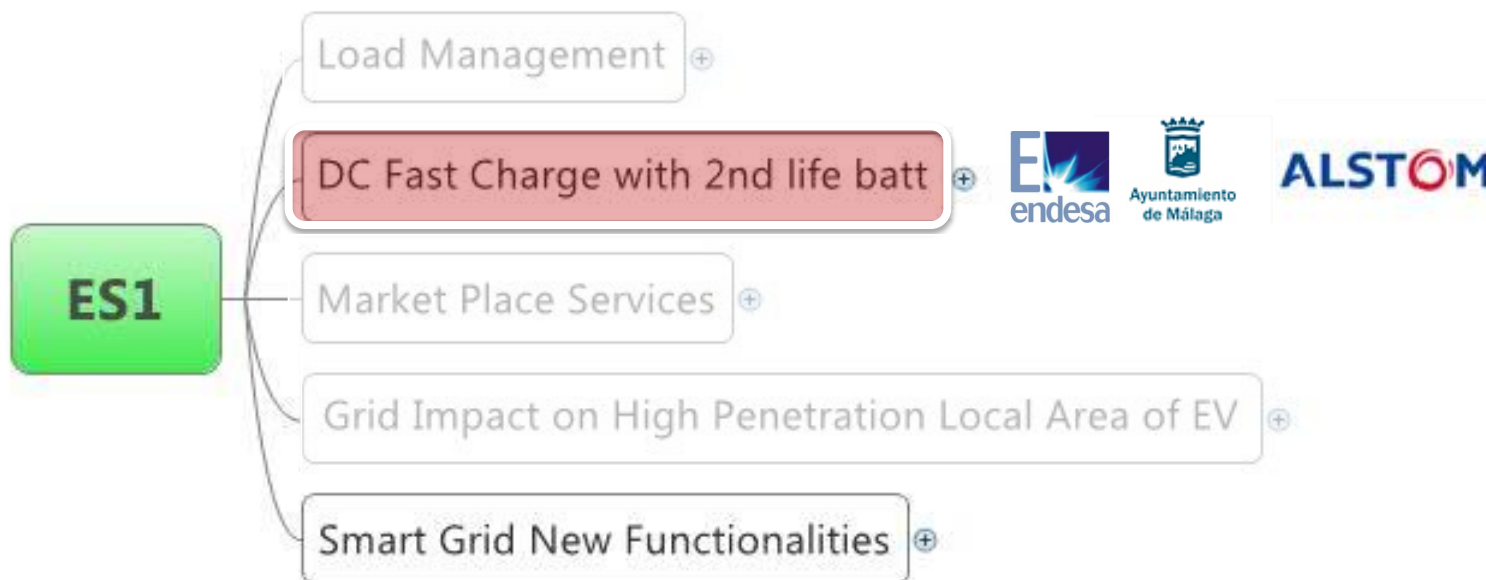 Load Management
DC Fast Charge with 2nd life batt
endesa
Ayuntamiento
de Málaga
ALSTOM
ES1
Market Place Services
Grid Impact on High Penetration Local Area of EV
Smart Grid New Functionalities